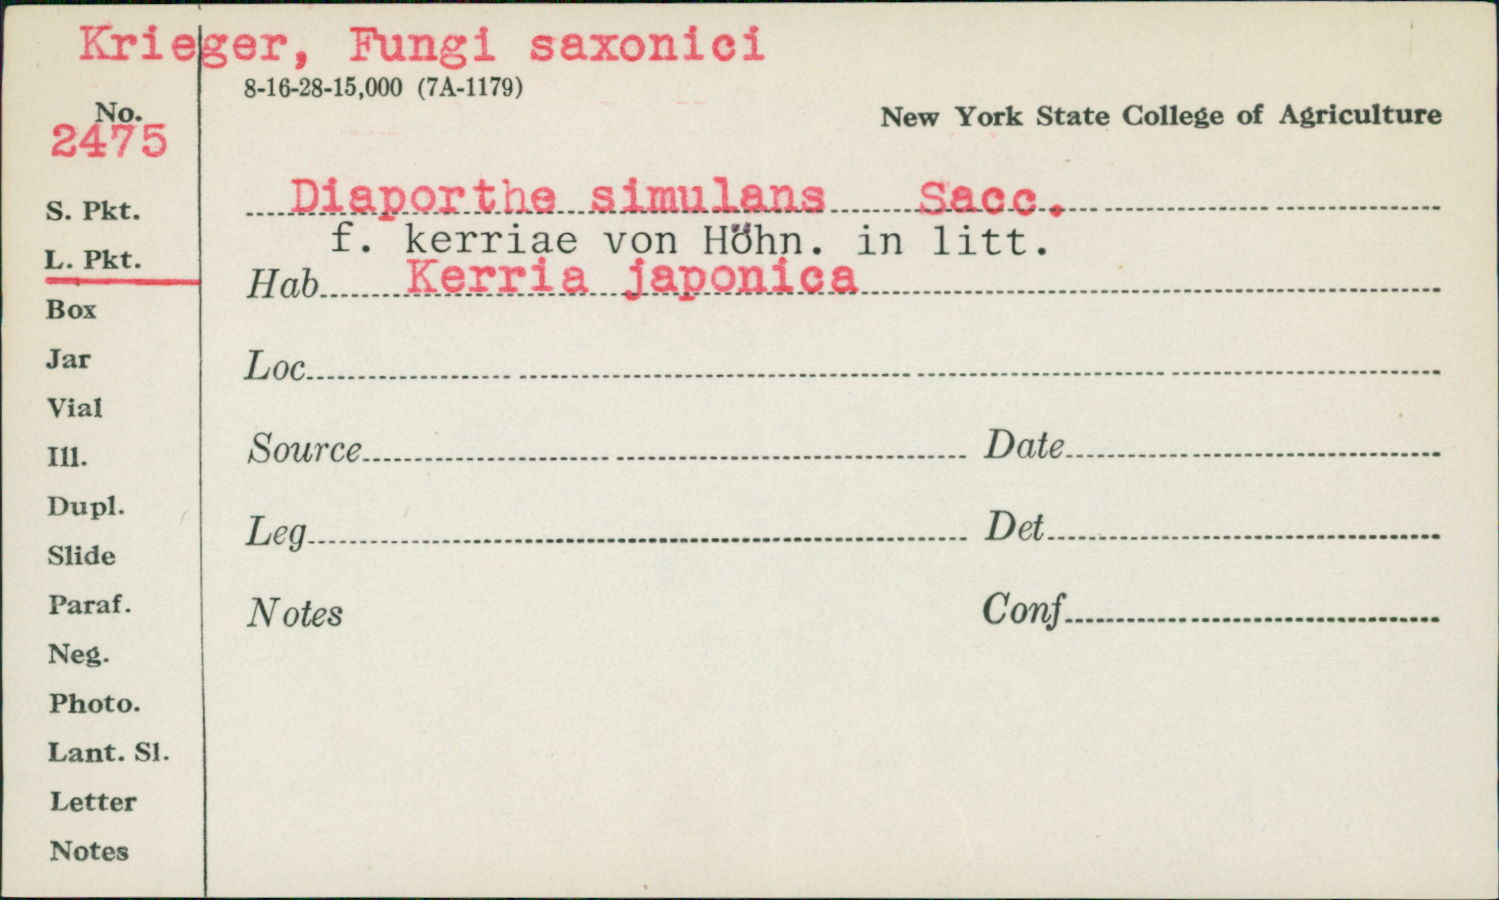 Krieger, Fungi saxonici
8-16-28-15,000 (7A-1179)
No.
2475
New York State College of Agriculture
S. Pkt.
L. Pkt.
Box
Jar
Vial
Ill.
Dupl.
Slide
Paraf.
Neg.
Photo.
Lant. Sl.
Letter
Notes
Diaporthe simulans Sacc.
f. kerriae von Höhn. in litt.
Hab Kerria japonica
Loc
Source Date
Leg Det
Notes Conf